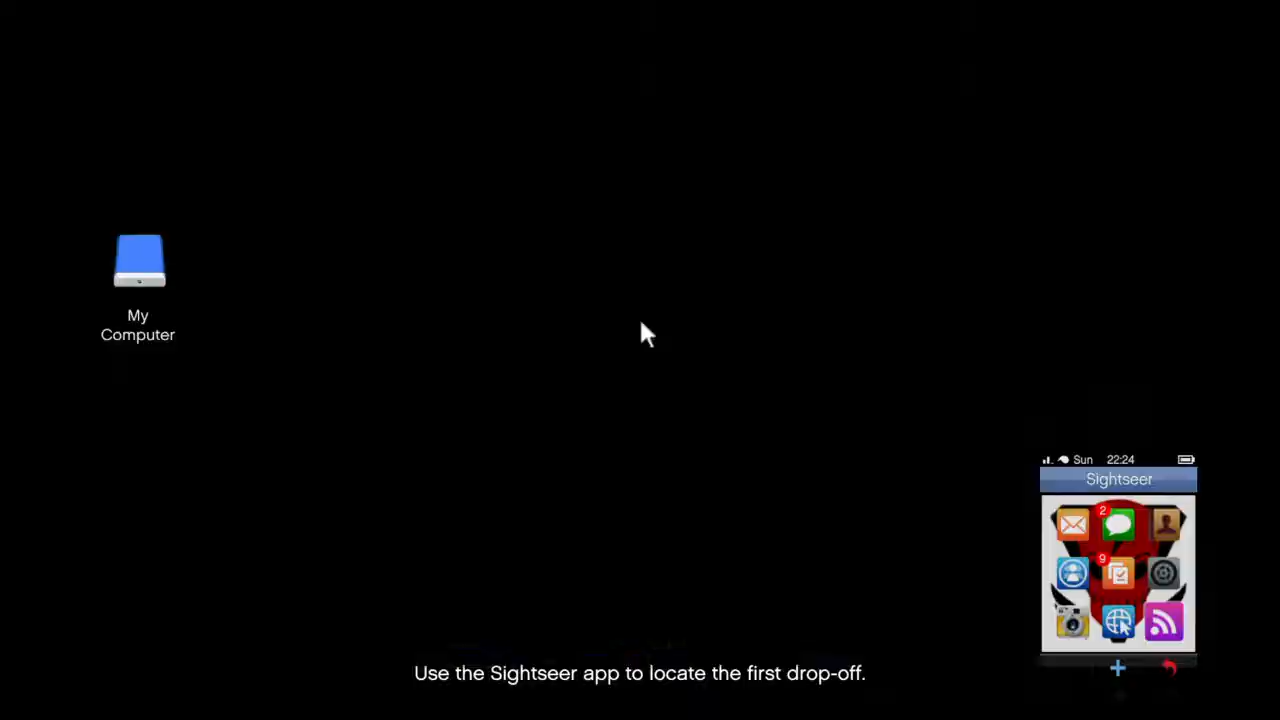 My
Computer
Sun 22:24
Sightseer
2
9
Use the Sightseer app to locate the first drop-off.